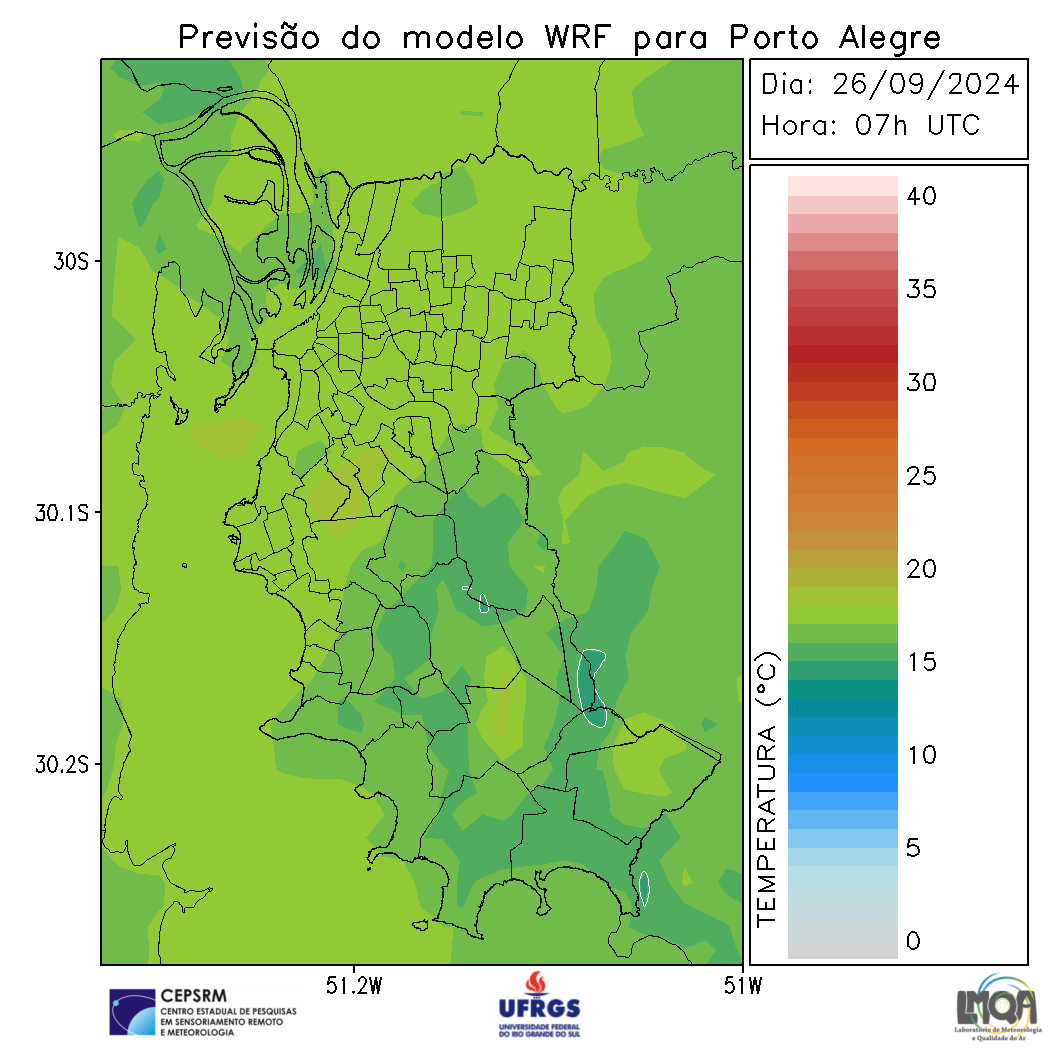 Previsão do modelo WRF para Porto Alegre
Dia: 26/09/2024
Hora: 07h UTC
40
35
30
25
20
15
10
5
0
TEMPERATURA (°C)
30S
30.1S
30.2S
51.2W
51W
CEPSRM
CENTRO ESTADUAL DE PESQUISAS
EM SENSORIAMENTO REMOTO
E METEOROLOGIA
UFRGS
UNIVERSIDADE FEDERAL
DO RIO GRANDE DO SUL
LMQA
Laboratório de Meteorologia
e Qualidade do Ar